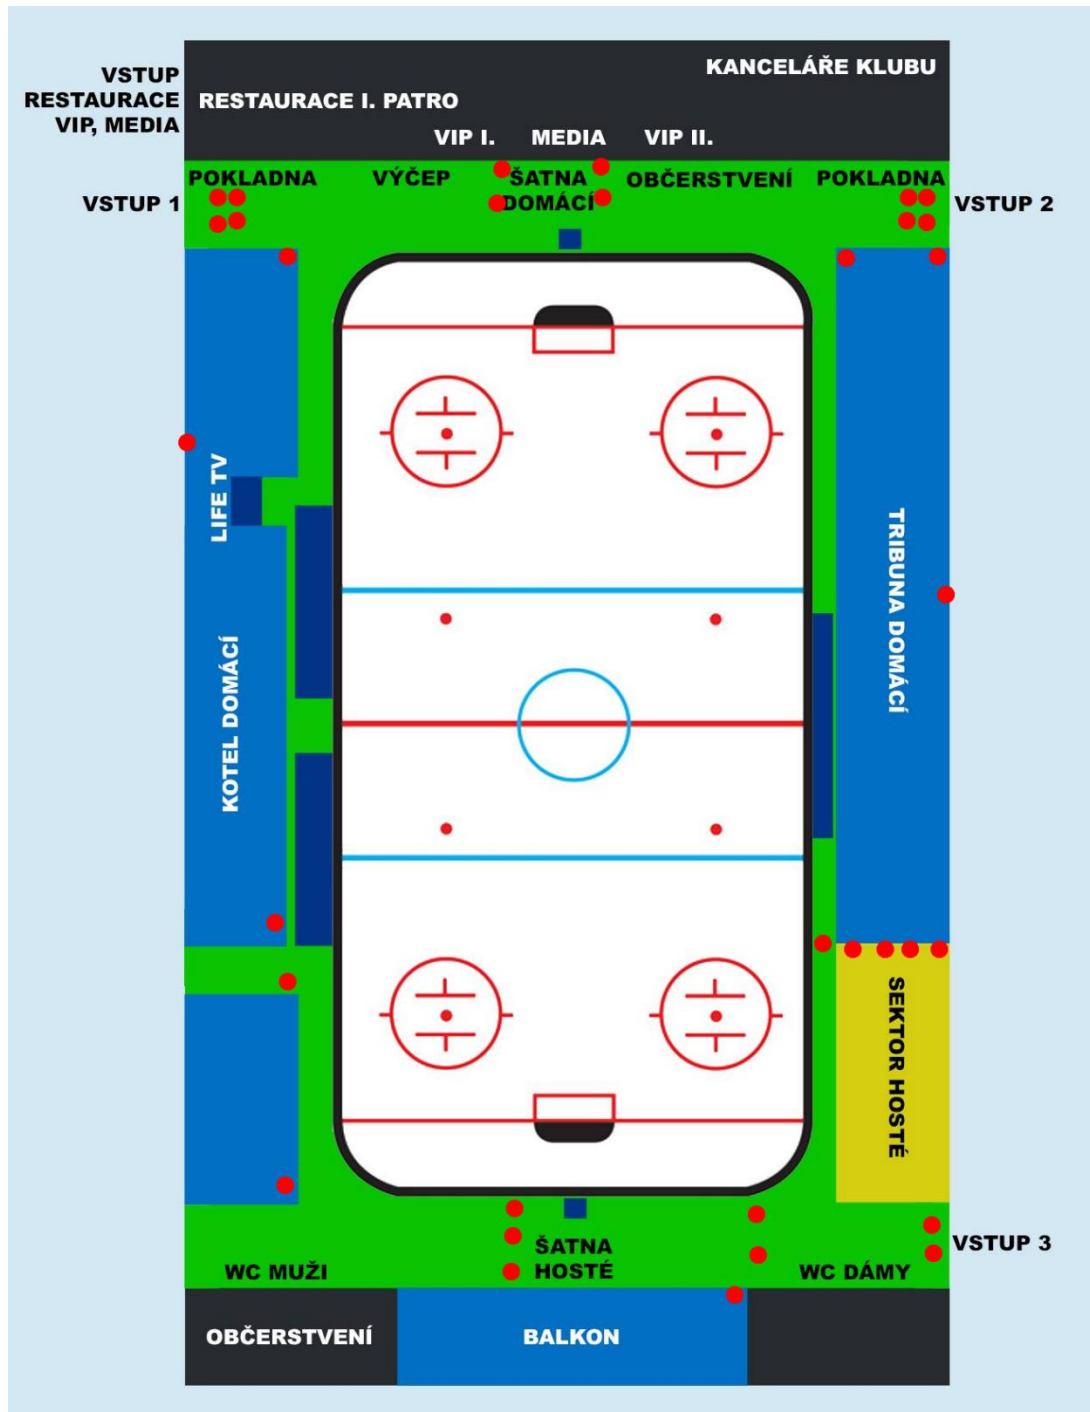 KANCELÁŘE KLUBU
VSTUP
RESTAURACE
VIP, MEDIA
RESTAURACE I. PATRO
VIP I.
MEDIA
VIP II.
POKLADNA
VÝČEP
ŠATNA
DOMÁCÍ
OBČERSTVENÍ
POKLADNA
VSTUP 1
VSTUP 2
LIFE TV
KOTEL DOMÁCÍ
TRIBUNA DOMÁCÍ
SEKTOR HOSTÉ
VSTUP 3
ŠATNA
HOSTÉ
WC MUŽI
WC DÁMY
OBČERSTVENÍ
BALKON